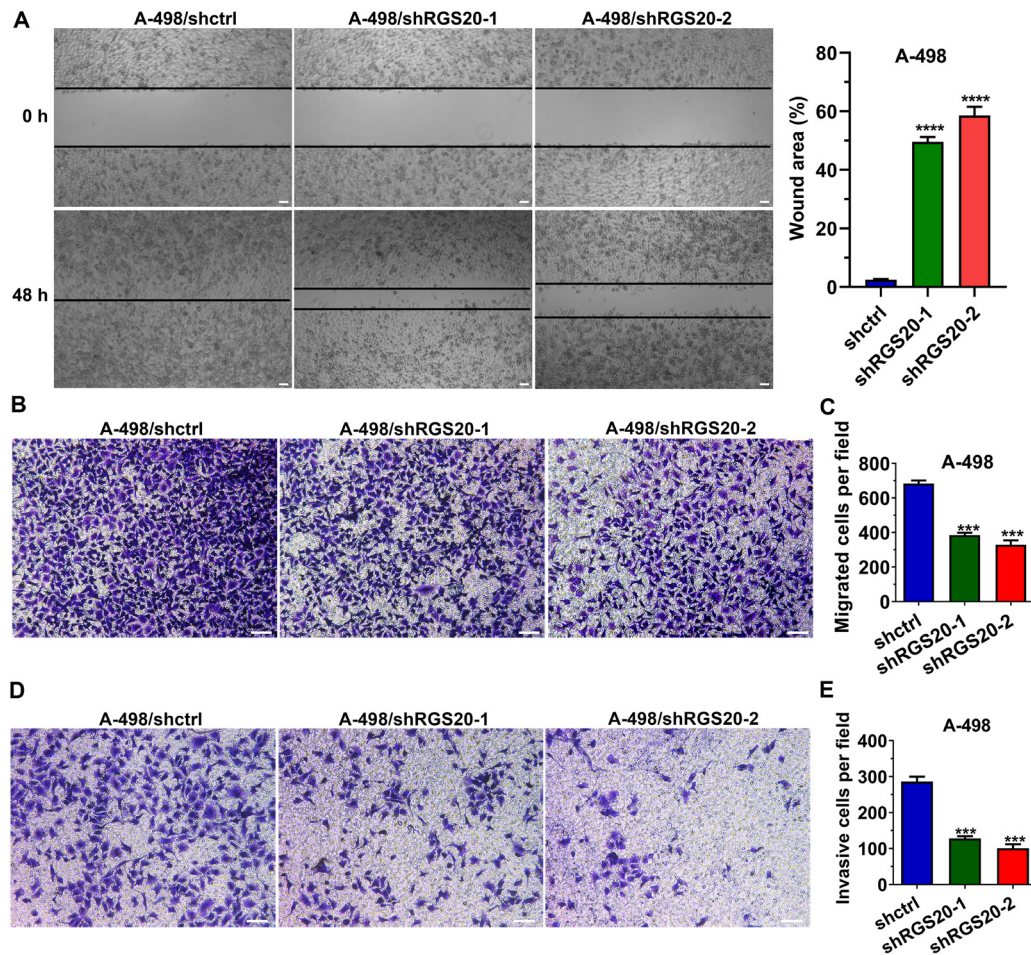 A
A-498/shctrl
A-498/shRGS20-1
A-498/shRGS20-2
0 h
48 h
A-498
Wound area (%)
80
60
40
20
0
****
****
shctrl
shRGS20-1
shRGS20-2
B
A-498/shctrl
A-498/shRGS20-1
A-498/shRGS20-2
C
A-498
Migrated cells per field
800
600
400
200
0
***
***
shctrl
shRGS20-1
shRGS20-2
D
A-498/shctrl
A-498/shRGS20-1
A-498/shRGS20-2
E
A-498
Invasive cells per field
400
300
200
100
0
***
***
shctrl
shRGS20-1
shRGS20-2